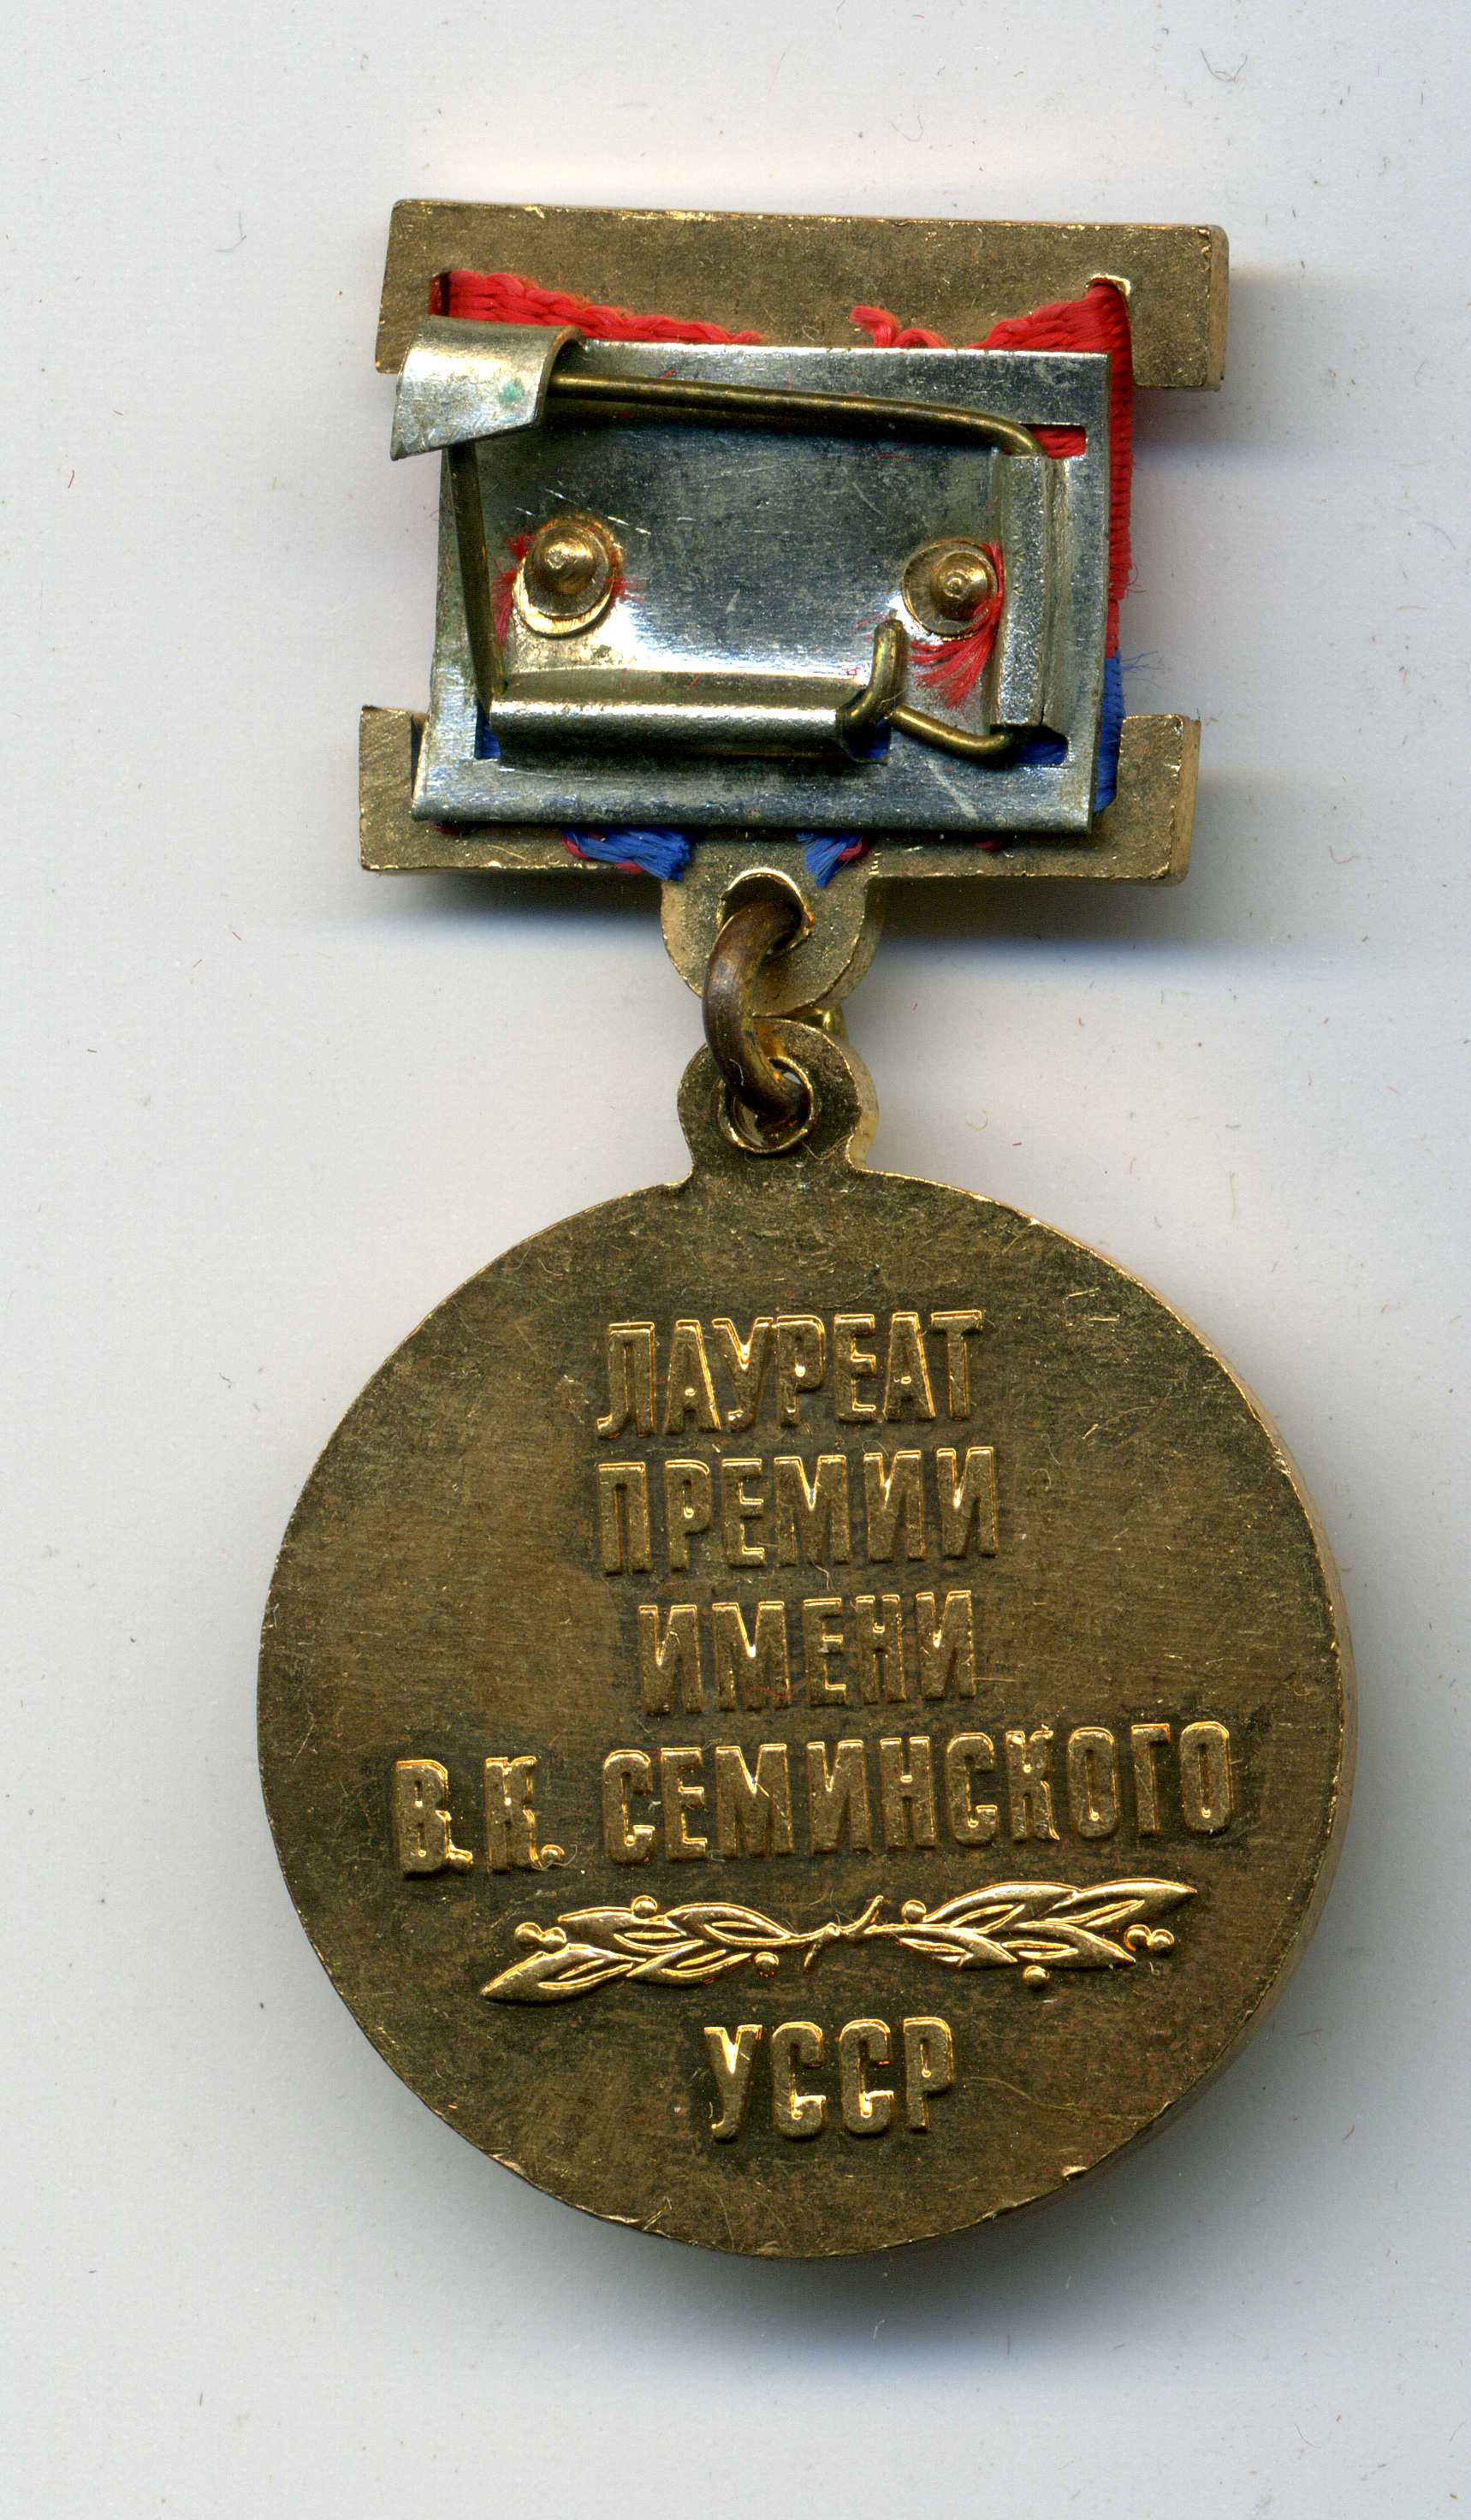 ЛАУРЕАТ
ПРЕМИИ
ИМЕНИ
В.К. СЕМИНСКОГО
УССР